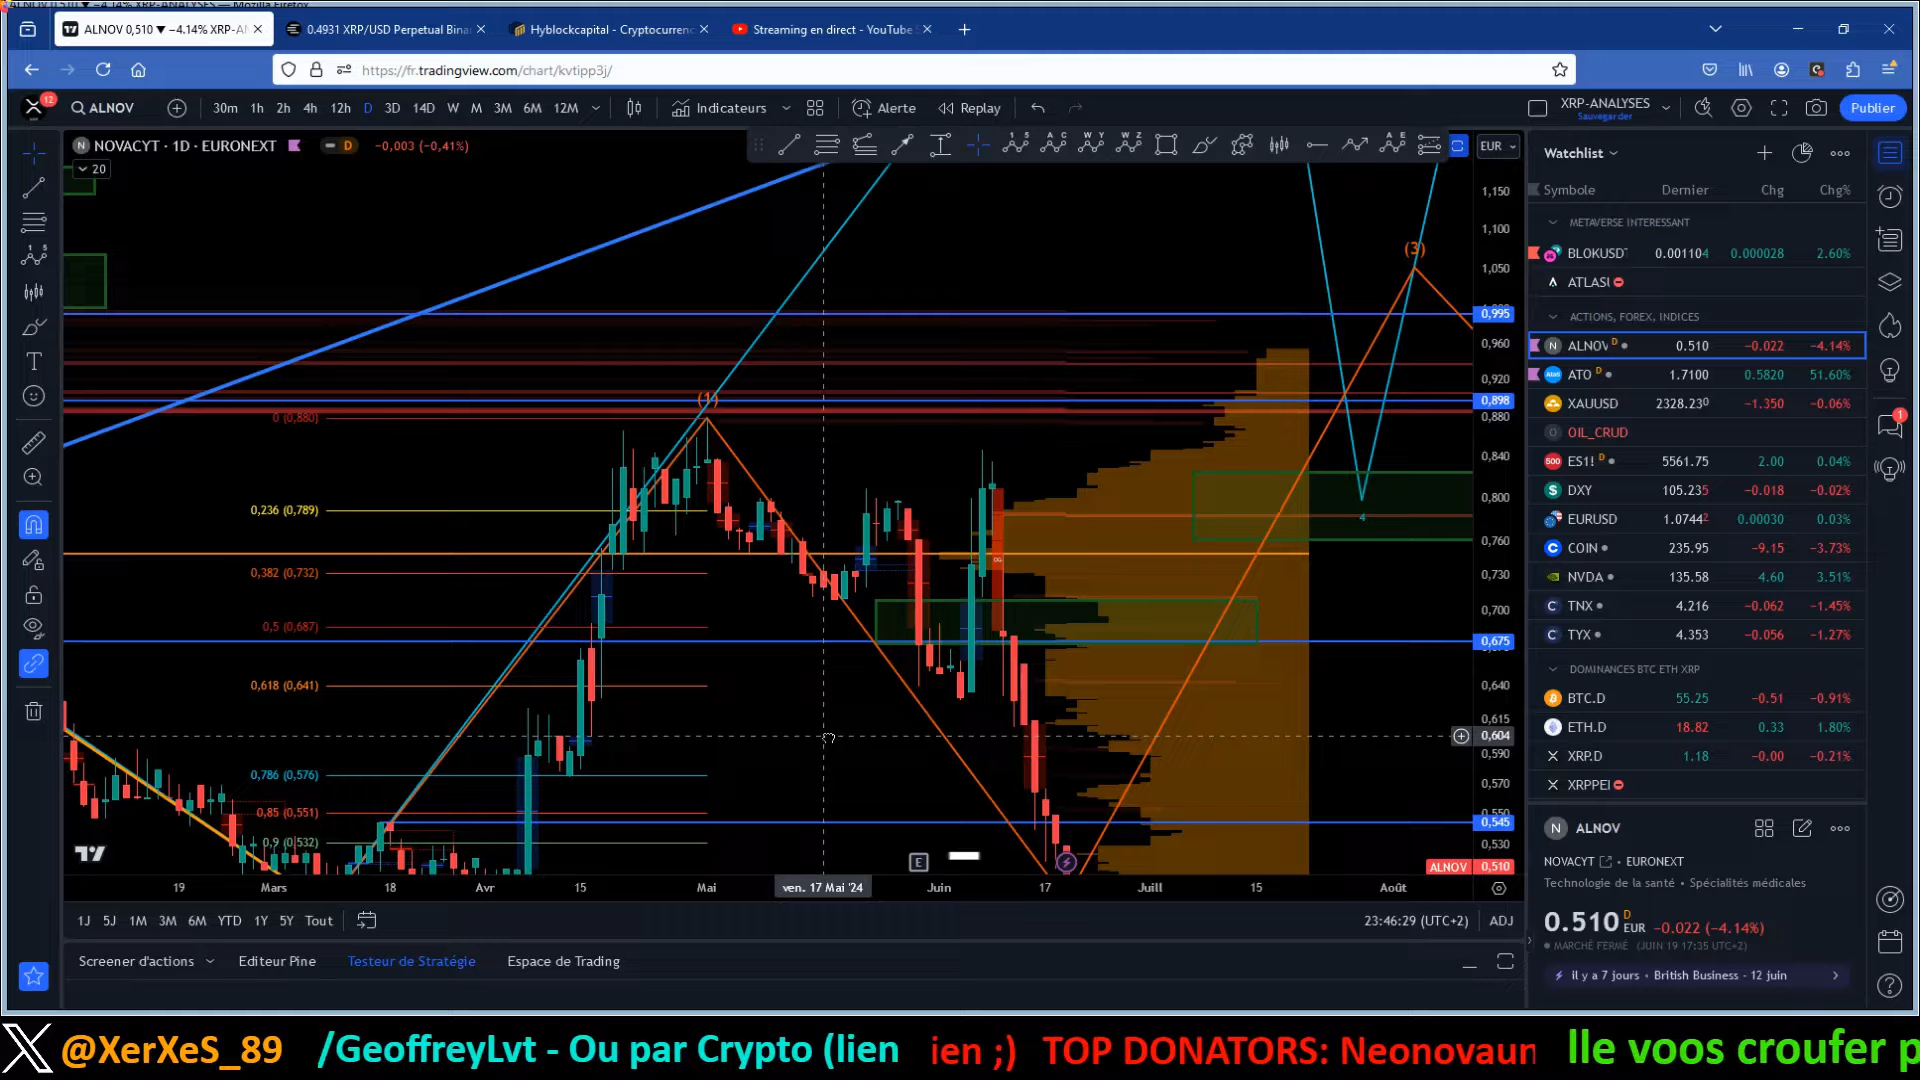 ALNOV 0,510 ▼ −4.14% XRP-AN
0.4931 XRP/USD Perpetual Bina
Hyblockcapital - Cryptocurrenc
Streaming en direct - YouTube
https://fr.tradingview.com/chart/kvtipp3j/
12
ALNOV
30m 1h 2h 4h 12h D 3D 14D W M 3M 6M 12M
Indicateurs
Alerte
Replay
XRP-ANALYSES
Sauvegarder
Publier
NOVACYT · 1D · EURONEXT
D
−0,003 (−0,41%)
EUR
20
1,150
1,100
1,050
0,995
0,960
0,920
0,898
0,880
0,840
0,800
0,760
0,730
0,700
0,675
0,640
0,615
0,604
0,590
0,570
0,545
0,530
ALNOV 0,510
(1)
(3)
4
0 (0,880)
0,236 (0,789)
0,382 (0,732)
0,5 (0,687)
0,618 (0,641)
0,786 (0,576)
0,85 (0,551)
0,9 (0,532)
E
19 Mars 18 Avr 15 Mai ven. 17 Mai '24 Juin 17 Juill 15 Août
1J 5J 1M 3M 6M YTD 1Y 5Y Tout
23:46:29 (UTC+2) ADJ
Screener d'actions
Editeur Pine
Testeur de Stratégie
Espace de Trading
Watchlist
Symbole Dernier Chg Chg%
METAVERSE INTERESSANT
BLOKUSDT 0.001104 0.000028 2.60%
ATLASU
ACTIONS, FOREX, INDICES
ALNOV D 0.510 −0.022 −4.14%
ATO D 1.7100 0.5820 51.60%
XAUUSD 2328.230 −1.350 −0.06%
OIL_CRUD
ES1! D 5561.75 2.00 0.04%
DXY 105.235 −0.018 −0.02%
EURUSD 1.07442 0.00030 0.03%
COIN 235.95 −9.15 −3.73%
NVDA 135.58 4.60 3.51%
TNX 4.216 −0.062 −1.45%
TYX 4.353 −0.056 −1.27%
DOMINANCES BTC ETH XRP
BTC.D 55.25 −0.51 −0.91%
ETH.D 18.82 0.33 1.80%
XRP.D 1.18 −0.00 −0.21%
XRPPEI
ALNOV
NOVACYT • EURONEXT
Technologie de la santé • Spécialités médicales
0.510 D EUR −0.022 (−4.14%)
MARCHÉ FERMÉ (JUIN 19 17:35 UTC+2)
il y a 7 jours • British Business - 12 juin
1
@XerXeS_89
/GeoffreyLvt - Ou par Crypto (lien
ien ;) TOP DONATORS: Neonovaun
lle voos croufer p